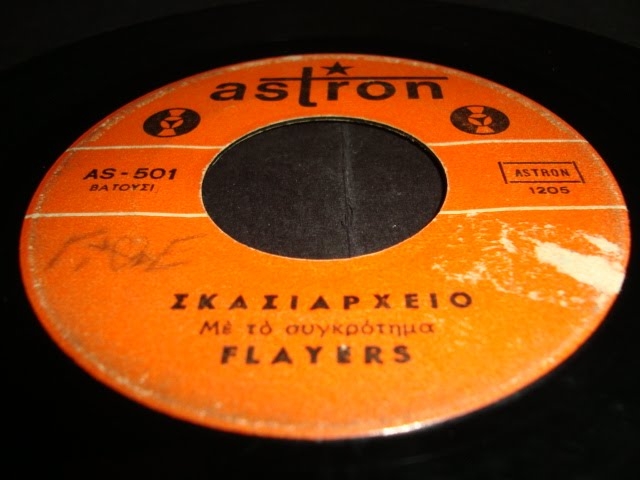 astron
AS-501
ΒΑΤΟΥΣΙ
ASTRON
1205
ΣΚΑΣΙΑΡΧΕΙΟ
Μὲ τὸ συγκρότημα
FLAYERS